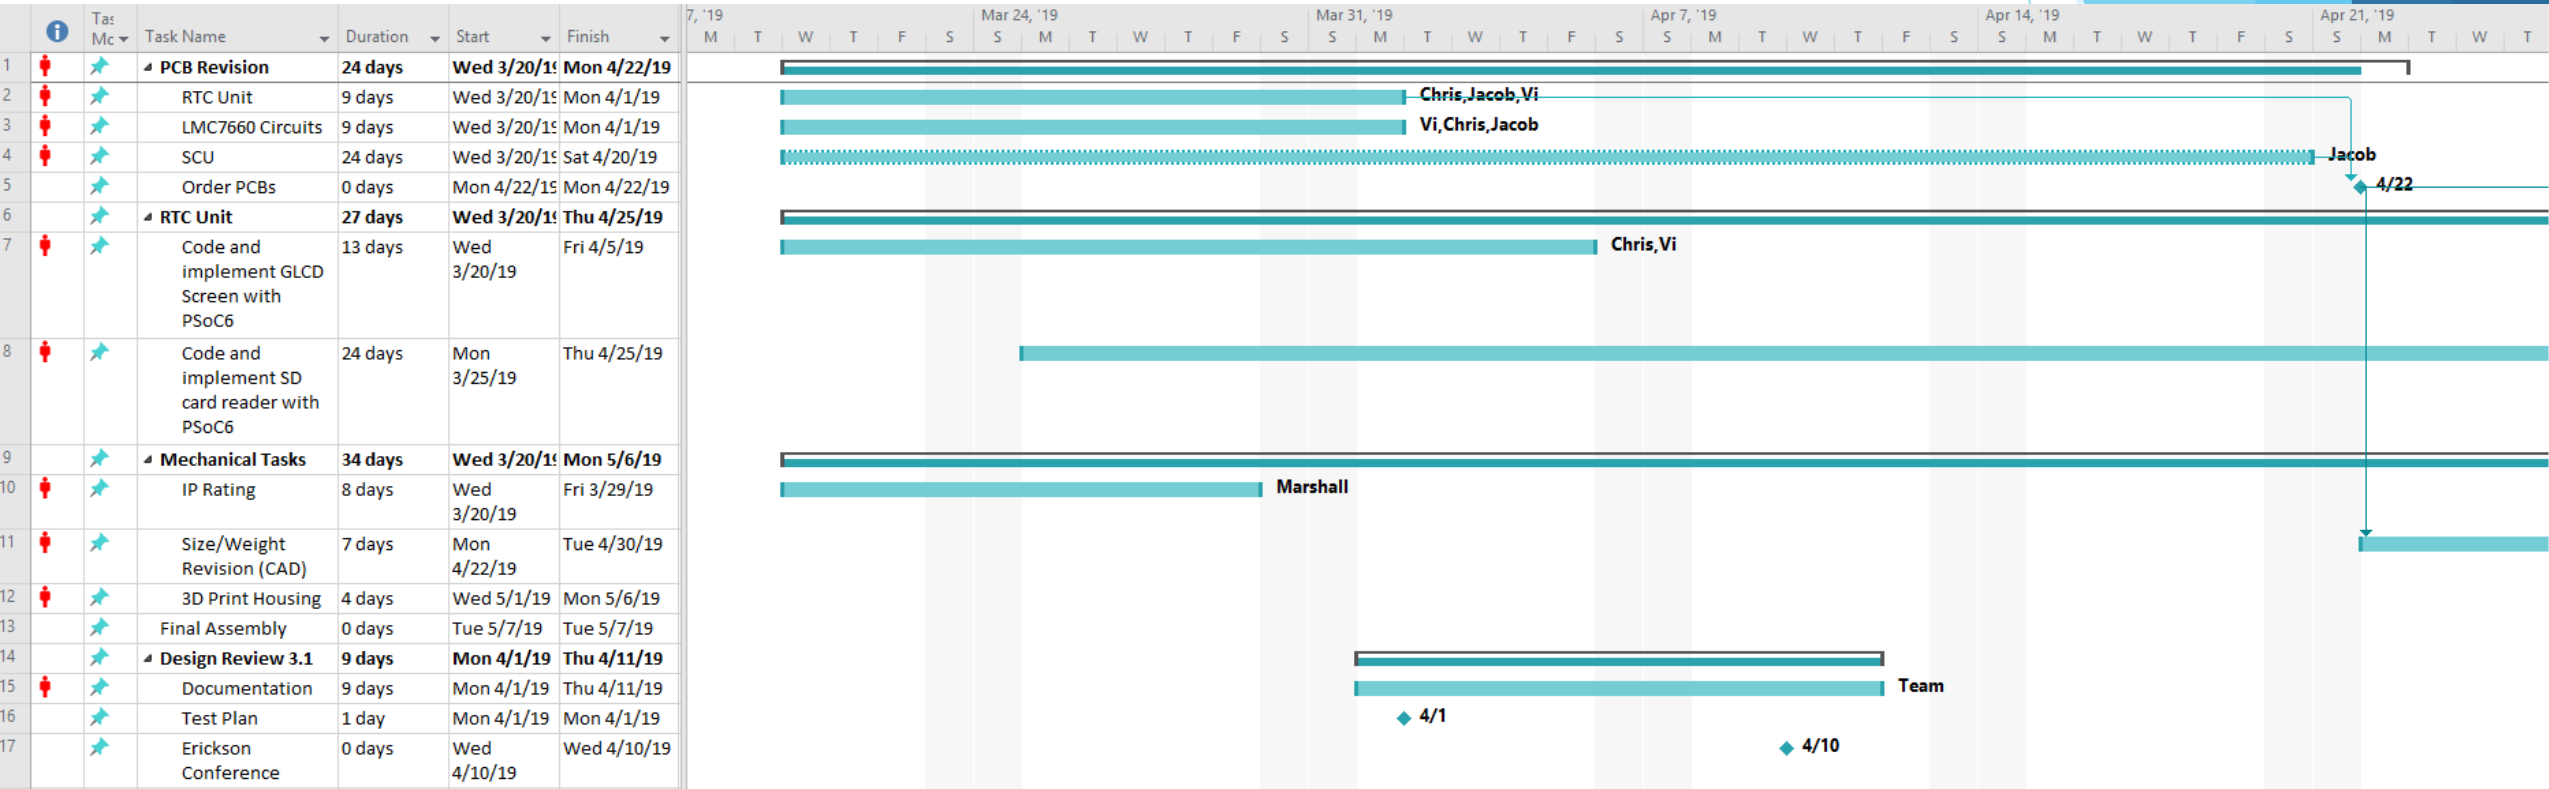 7, '19 Mar 24, '19 Mar 31, '19 Apr 7, '19 Apr 14, '19 Apr 21, '19
Mc Task Name Duration Start Finish M T W T F S S M T W T F S S M T W T F S S M T W T F S S M T W T F S S M T W T
1 PCB Revision 24 days Wed 3/20/19 Mon 4/22/19
2 RTC Unit 9 days Wed 3/20/19 Mon 4/1/19 Chris,Jacob,Vi
3 LMC7660 Circuits 9 days Wed 3/20/19 Mon 4/1/19 Vi,Chris,Jacob
4 SCU 24 days Wed 3/20/19 Sat 4/20/19 Jacob
5 Order PCBs 0 days Mon 4/22/19 Mon 4/22/19 4/22
6 RTC Unit 27 days Wed 3/20/19 Thu 4/25/19
7 Code and 13 days Wed Fri 4/5/19 Chris,Vi
implement GLCD 3/20/19
Screen with
PSoC6
8 Code and 24 days Mon Thu 4/25/19
implement SD 3/25/19
card reader with
PSoC6
9 Mechanical Tasks 34 days Wed 3/20/19 Mon 5/6/19
10 IP Rating 8 days Wed Fri 3/29/19 Marshall
3/20/19
11 Size/Weight 7 days Mon Tue 4/30/19
Revision (CAD) 4/22/19
12 3D Print Housing 4 days Wed 5/1/19 Mon 5/6/19
13 Final Assembly 0 days Tue 5/7/19 Tue 5/7/19
14 Design Review 3.1 9 days Mon 4/1/19 Thu 4/11/19
15 Documentation 9 days Mon 4/1/19 Thu 4/11/19 Team
16 Test Plan 1 day Mon 4/1/19 Mon 4/1/19 4/1
17 Erickson 0 days Wed Wed 4/10/19 4/10
Conference 4/10/19